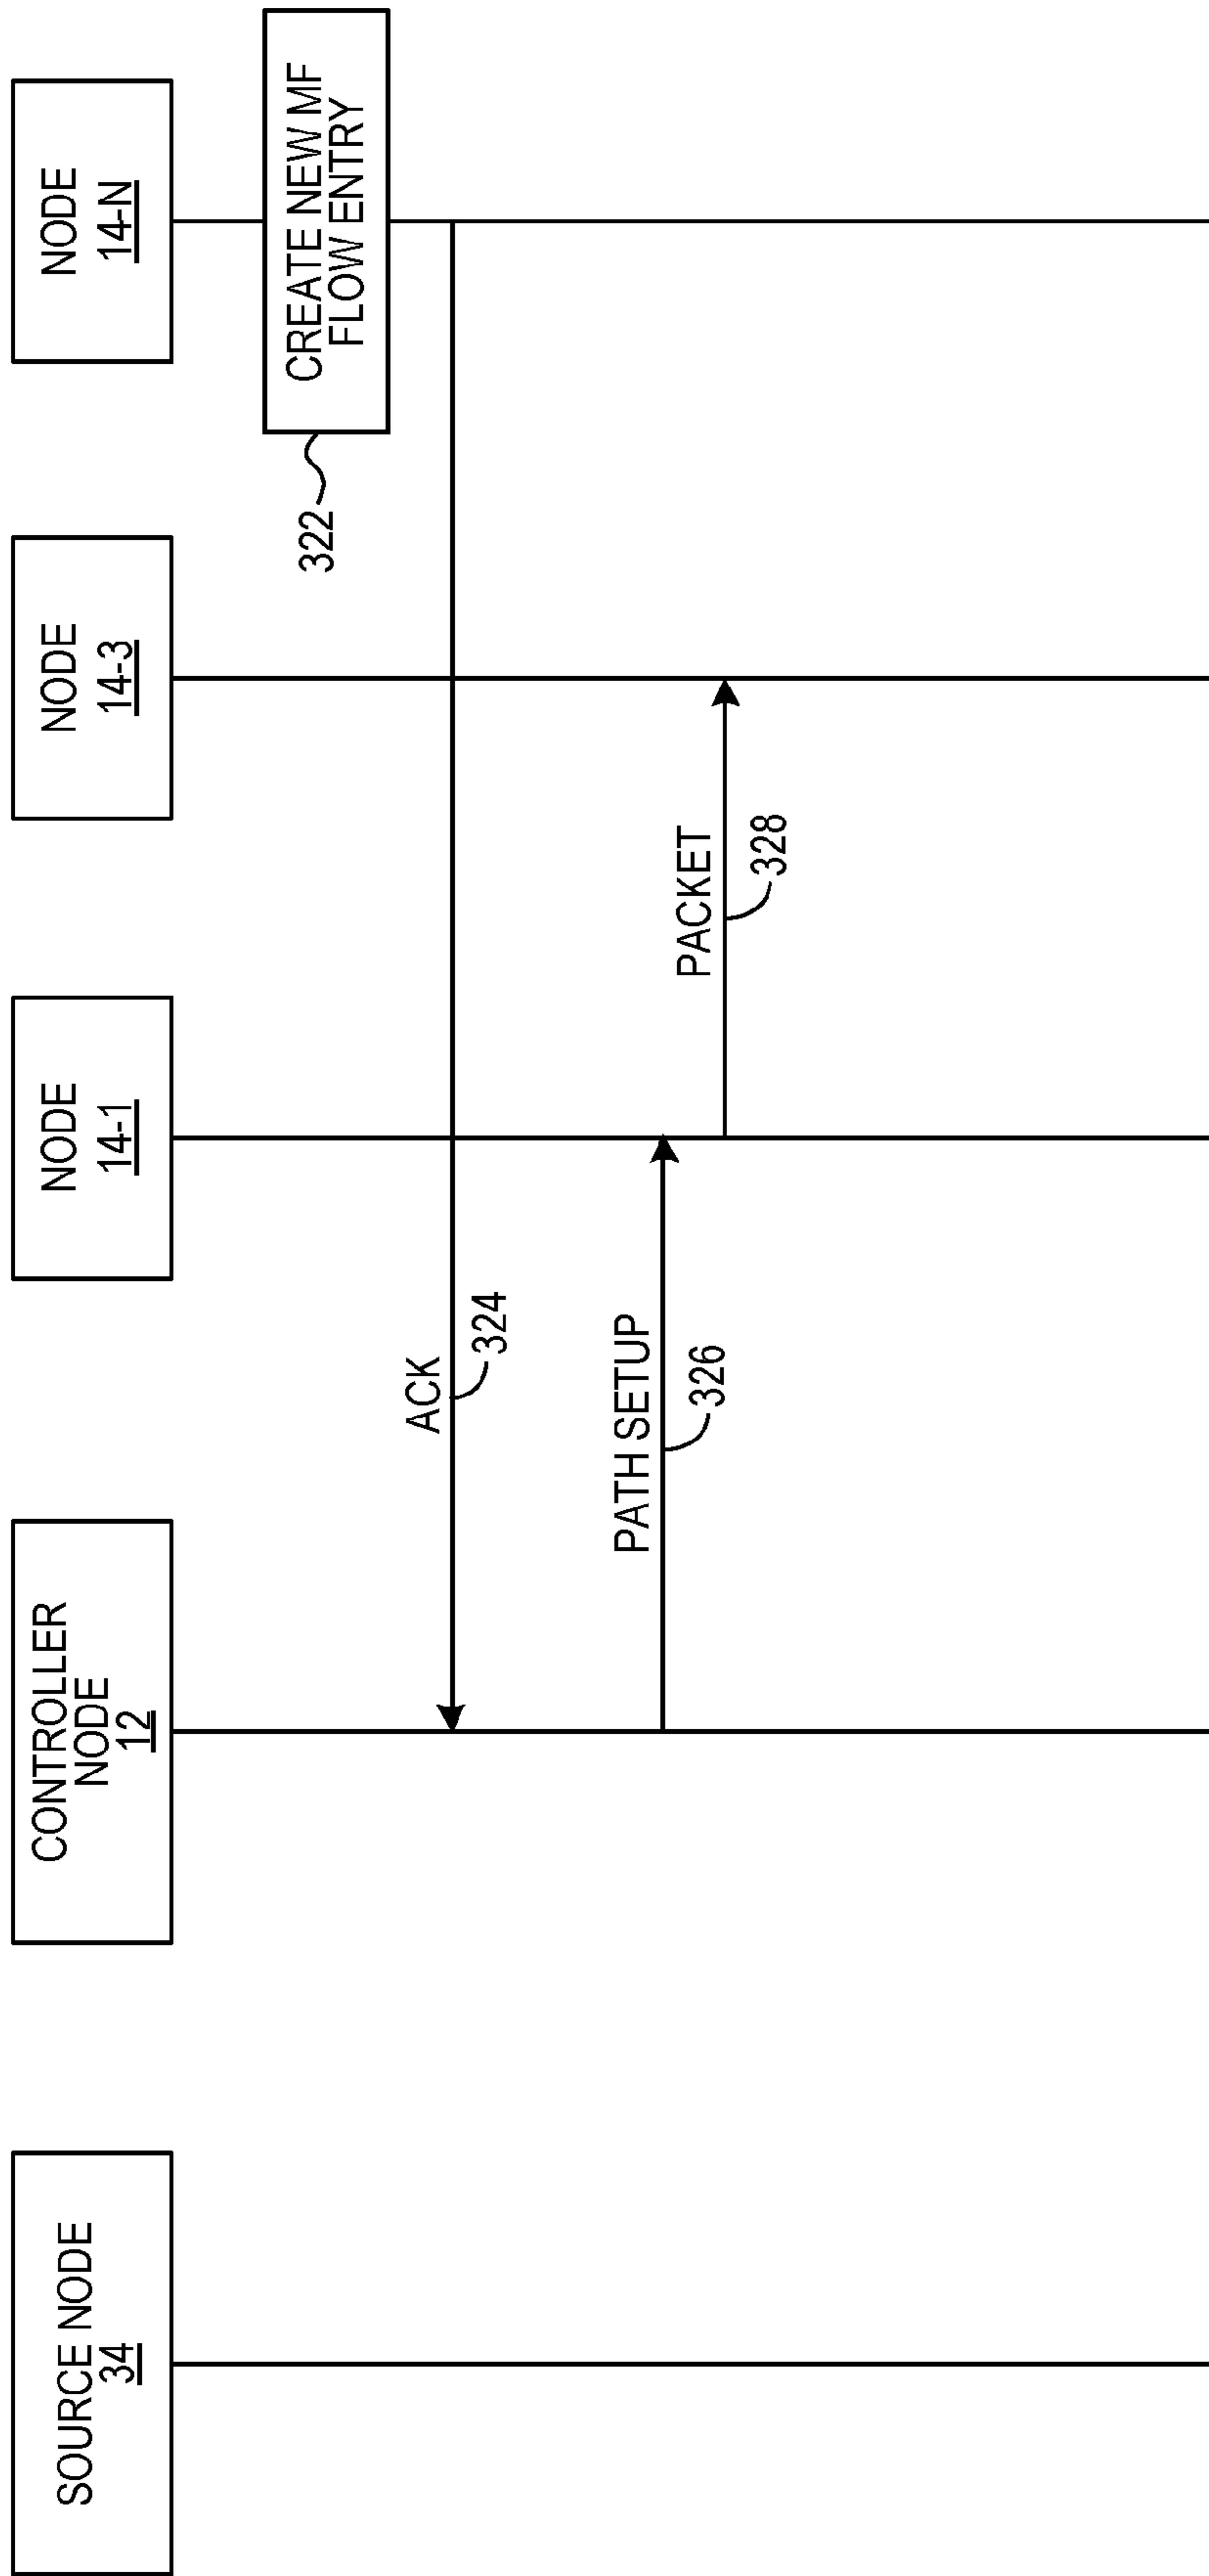 SOURCE NODE
34
CONTROLLER
NODE
12
NODE
14-1
NODE
14-3
NODE
14-N
322
CREATE NEW MF
FLOW ENTRY
ACK
324
PATH SETUP
326
PACKET
328